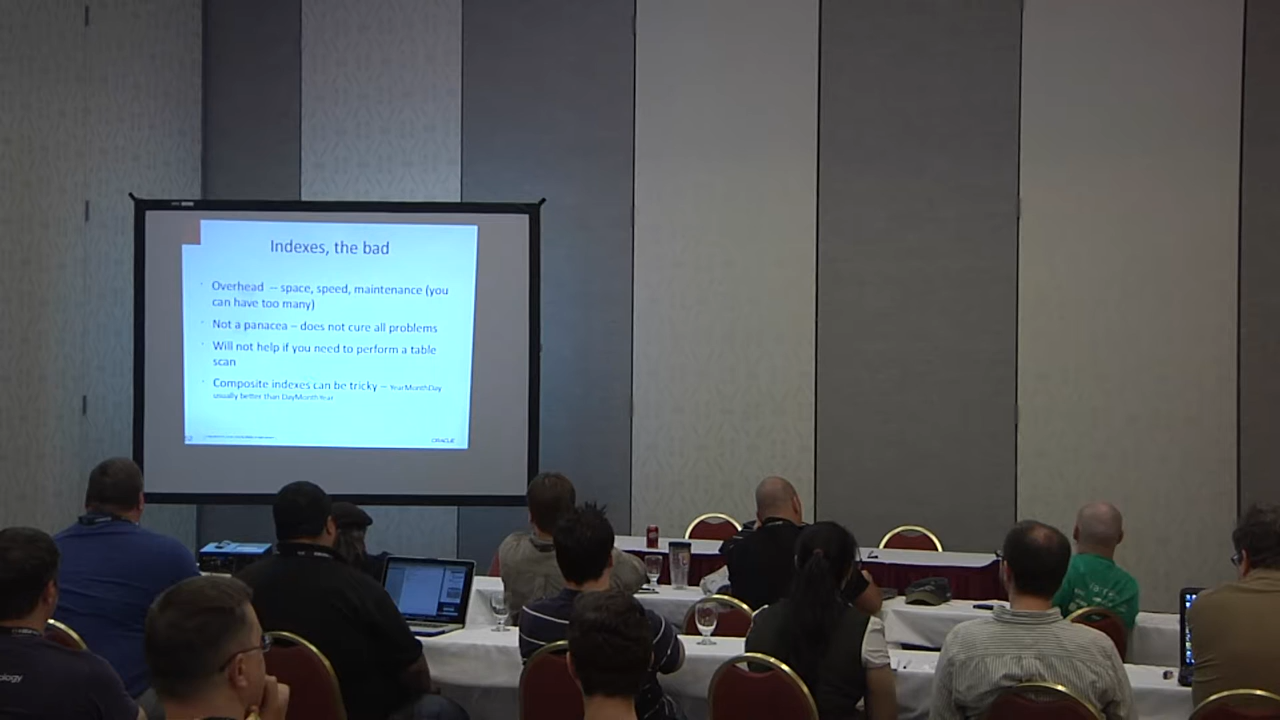 Indexes, the bad
Overhead – space, speed, maintenance (you
can have too many)
Not a panacea – does not cure all problems
Will not help if you need to perform a table
scan
Composite indexes can be tricky – YearMonthDay
usually better than DayMonthYear
ORACLE
ology